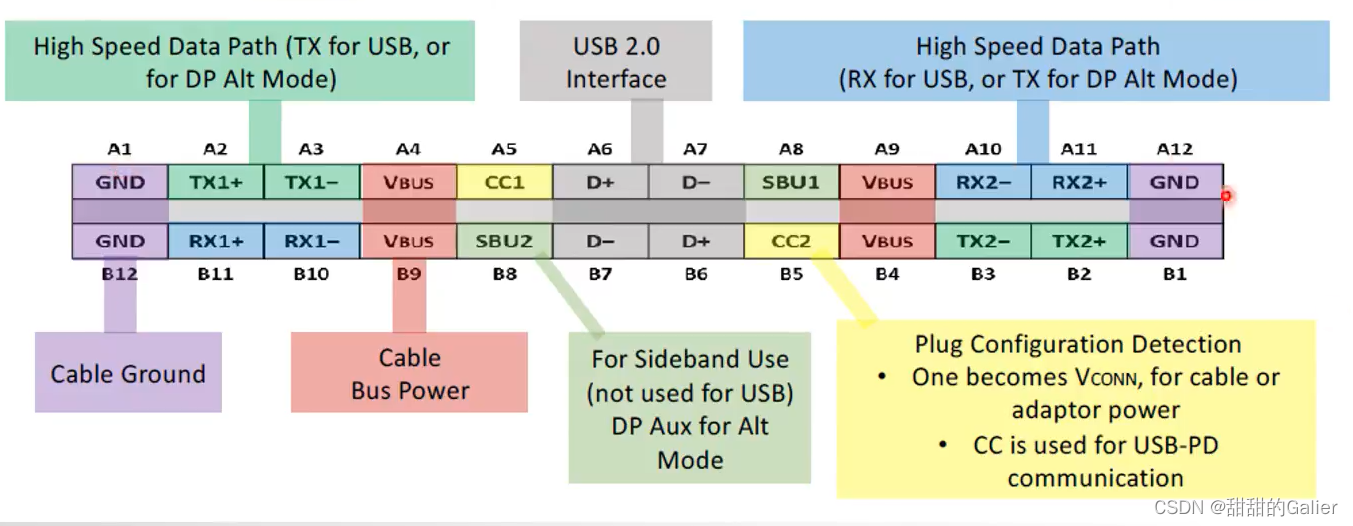 High Speed Data Path (TX for USB, or
for DP Alt Mode)
USB 2.0
Interface
High Speed Data Path
(RX for USB, or TX for DP Alt Mode)
A1 A2 A3 A4 A5 A6 A7 A8 A9 A10 A11 A12
GND TX1+ TX1− VBUS CC1 D+ D− SBU1 VBUS RX2− RX2+ GND
GND RX1+ RX1− VBUS SBU2 D− D+ CC2 VBUS TX2− TX2+ GND
B12 B11 B10 B9 B8 B7 B6 B5 B4 B3 B2 B1
Cable Ground
Cable
Bus Power
For Sideband Use
(not used for USB)
DP Aux for Alt
Mode
Plug Configuration Detection
• One becomes VCONN, for cable or
adaptor power
• CC is used for USB-PD
communication
CSDN @甜甜的Galier